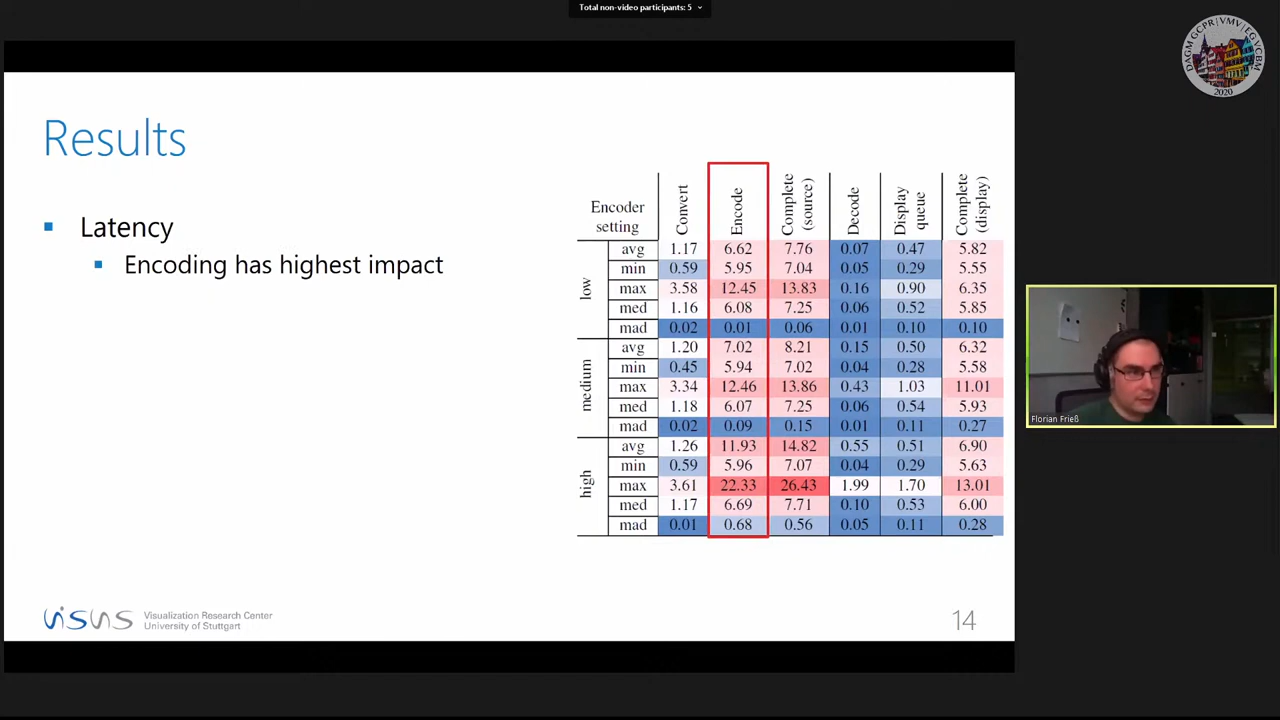 Total non-video participants: 5
DAGM GCPR | VMV | EG VCBM
2020
Results
Latency
Encoding has highest impact
Encoder setting Convert Encode Complete (source) Decode Display queue Complete (display)
low
avg 1.17 6.62 7.76 0.07 0.47 5.82
min 0.59 5.95 7.04 0.05 0.29 5.55
max 3.58 12.45 13.83 0.16 0.90 6.35
med 1.16 6.08 7.25 0.06 0.52 5.85
mad 0.02 0.01 0.06 0.01 0.10 0.10
medium
avg 1.20 7.02 8.21 0.15 0.50 6.32
min 0.45 5.94 7.02 0.04 0.28 5.58
max 3.34 12.46 13.86 0.43 1.03 11.01
med 1.18 6.07 7.25 0.06 0.54 5.93
mad 0.02 0.09 0.15 0.01 0.11 0.27
high
avg 1.26 11.93 14.82 0.55 0.51 6.90
min 0.59 5.96 7.07 0.04 0.29 5.63
max 3.61 22.33 26.43 1.99 1.70 13.01
med 1.17 6.69 7.71 0.10 0.53 6.00
mad 0.01 0.68 0.56 0.05 0.11 0.28
Florian Frieß
visus
Visualization Research Center
University of Stuttgart
14